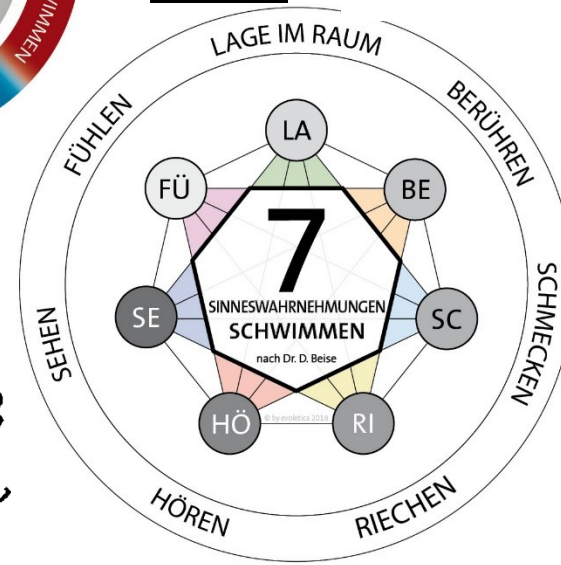 LAGE IM RAUM
BERÜHREN
SCHMECKEN
RIECHEN
HÖREN
SEHEN
FÜHLEN
LA
BE
SC
RI
HÖ
SE
FÜ
7
SINNESWAHRNEHMUNGEN
SCHWIMMEN
nach Dr. D. Beise
© by evoletics 2019